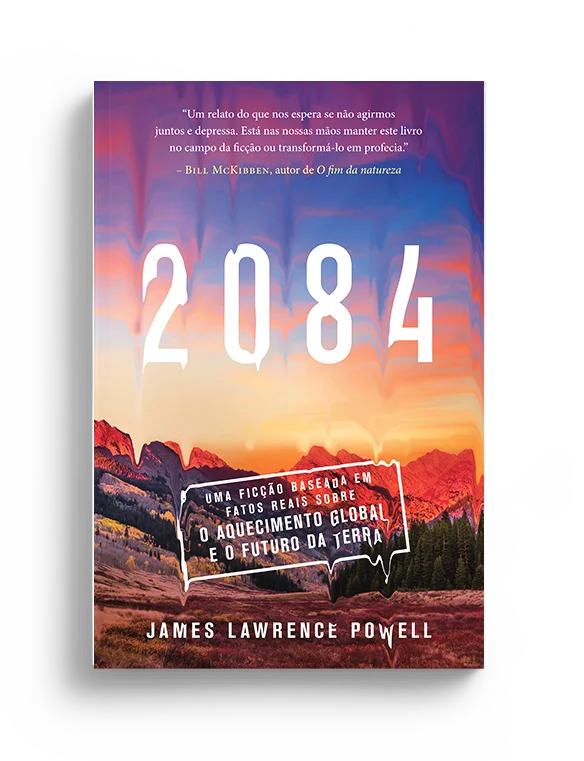 “Um relato do que nos espera se não agirmos
juntos e depressa. Está nas nossas mãos manter este livro
no campo da ficção ou transformá-lo em profecia.”
– Bill McKibben, autor de O fim da natureza
2084
UMA FICÇÃO BASEADA EM
FATOS REAIS SOBRE
O AQUECIMENTO GLOBAL
E O FUTURO DA TERRA
JAMES LAWRENCE POWELL